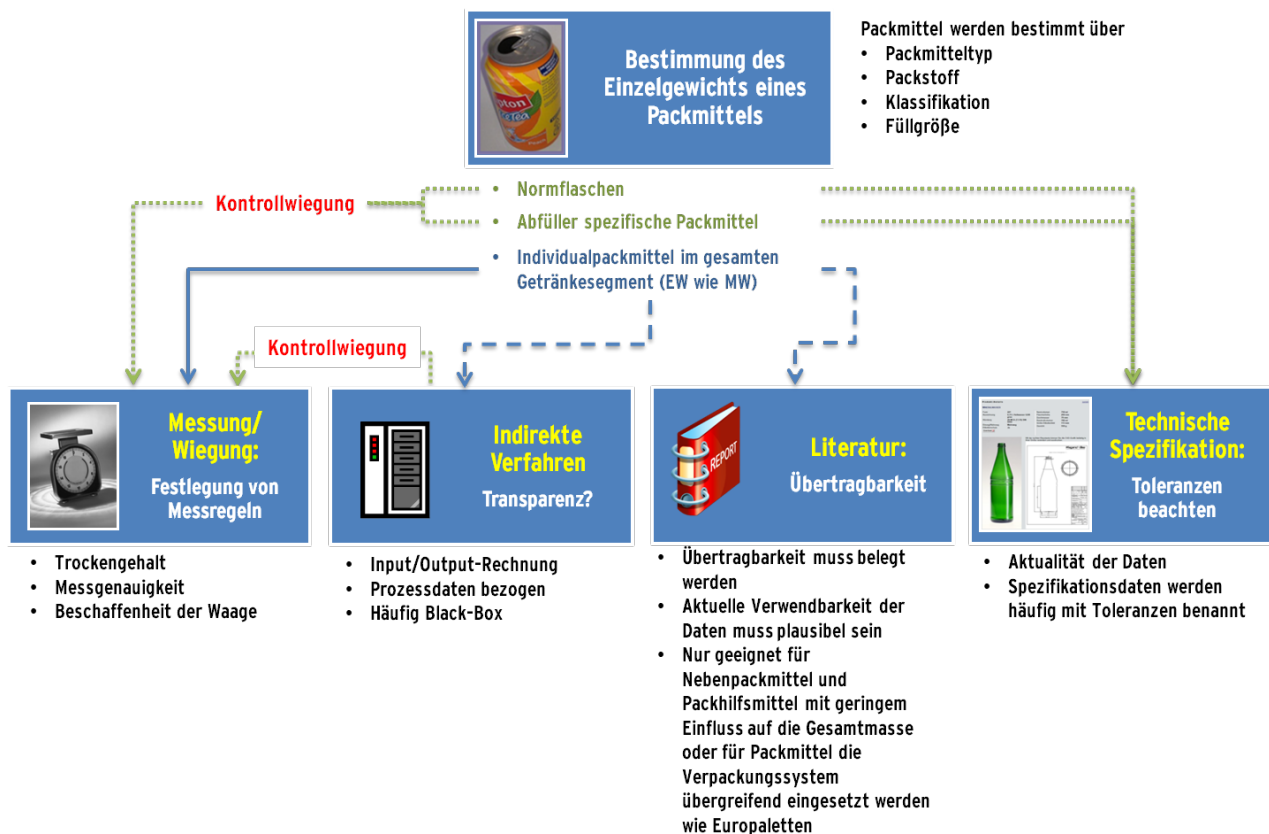 Bestimmung des
Einzelgewichts eines
Packmittels
Packmittel werden bestimmt über
• Packmitteltyp
• Packstoff
• Klassifikation
• Füllgröße
Kontrollwiegung
• Normflaschen
• Abfüller spezifische Packmittel
• Individualpackmittel im gesamten
Getränkesegment (EW wie MW)
Kontrollwiegung
Messung/
Wiegung:
Festlegung von
Messregeln
• Trockengehalt
• Messgenauigkeit
• Beschaffenheit der Waage
Indirekte
Verfahren
Transparenz?
• Input/Output-Rechnung
• Prozessdaten bezogen
• Häufig Black-Box
REPORT
Literatur:
Übertragbarkeit
• Übertragbarkeit muss belegt
werden
• Aktuelle Verwendbarkeit der
Daten muss plausibel sein
• Nur geeignet für
Nebenpackmittel und
Packhilfsmittel mit geringem
Einfluss auf die Gesamtmasse
oder für Packmittel die
Verpackungssystem
übergreifend eingesetzt werden
wie Europaletten
Technische
Spezifikation:
Toleranzen
beachten
• Aktualität der Daten
• Spezifikationsdaten werden
häufig mit Toleranzen benannt